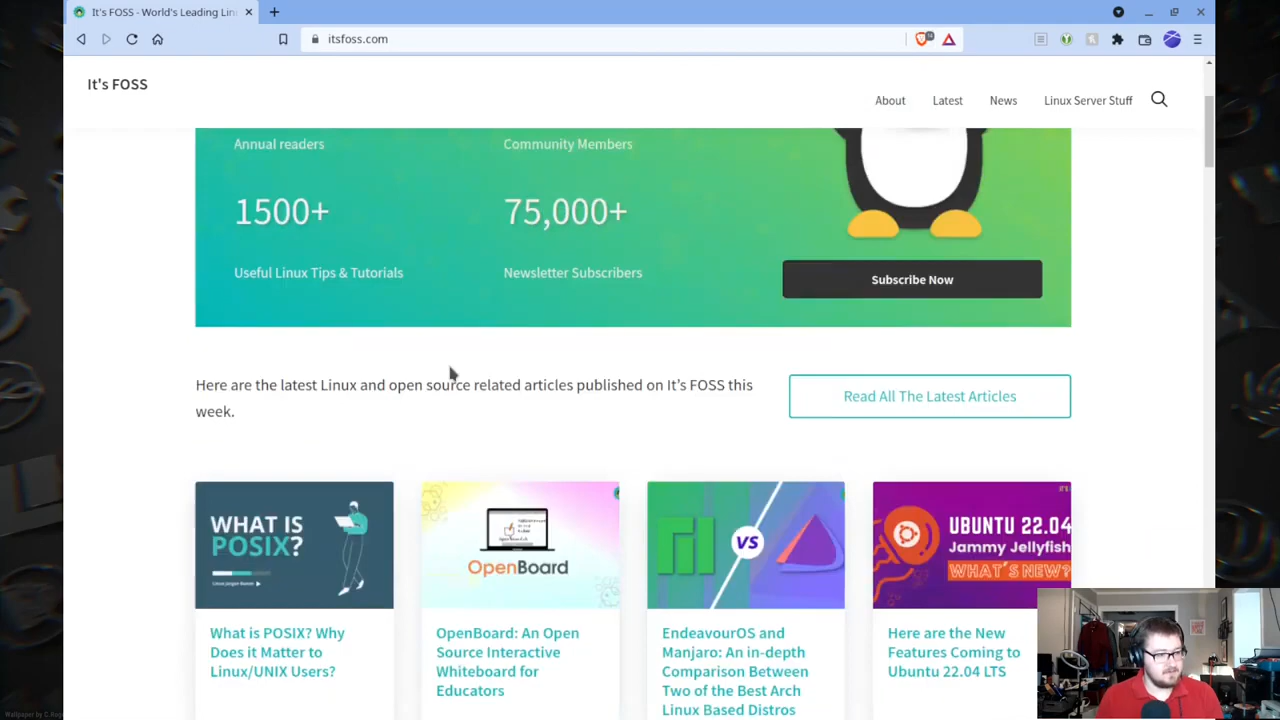 It's FOSS - World's Leading Lin
itsfoss.com
It's FOSS
About
Latest
News
Linux Server Stuff
Annual readers
Community Members
1500+
75,000+
Useful Linux Tips & Tutorials
Newsletter Subscribers
Subscribe Now
Here are the latest Linux and open source related articles published on It's FOSS this
week.
Read All The Latest Articles
WHAT IS
POSIX?
OpenBoard
VS
UBUNTU 22.04
Jammy Jellyfish
WHAT'S NEW?
What is POSIX? Why
Does it Matter to
Linux/UNIX Users?
OpenBoard: An Open
Source Interactive
Whiteboard for
Educators
EndeavourOS and
Manjaro: An in-depth
Comparison Between
Two of the Best Arch
Linux Based Distros
Here are the New
Features Coming to
Ubuntu 22.04 LTS